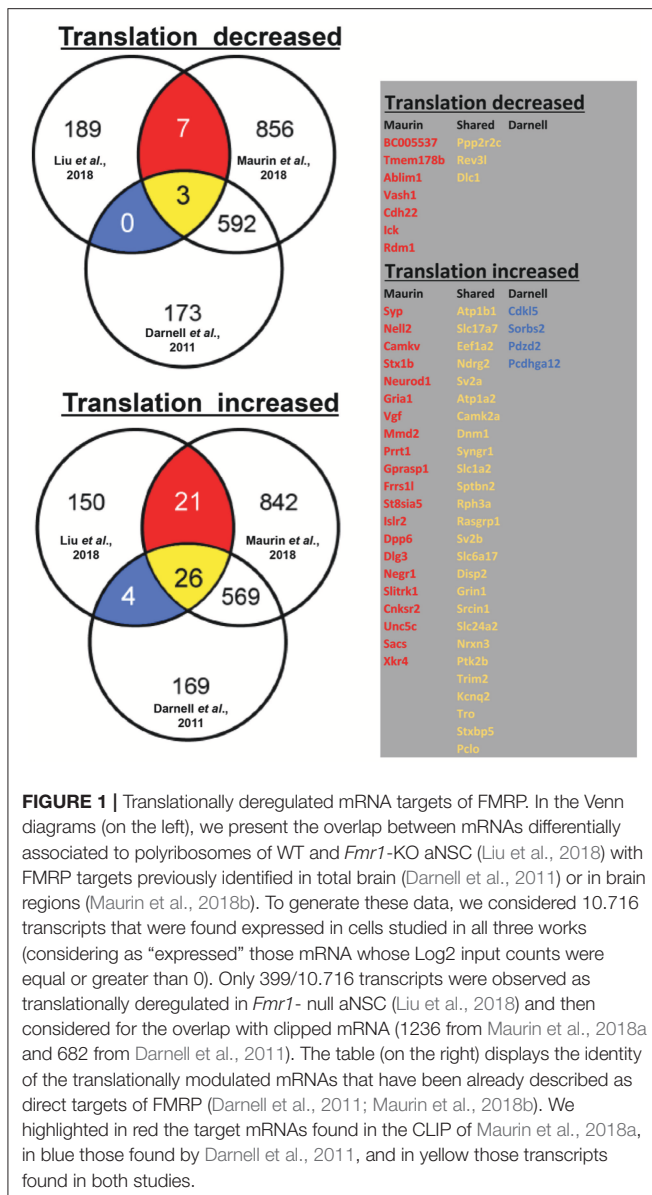 Translation decreased
189
Liu et al.,
2018
7
856
Maurin et al.,
2018
3
0
592
173
Darnell et al.,
2011
Translation increased
150
Liu et al.,
2018
21
842
Maurin et al.,
2018
26
4
569
169
Darnell et al.,
2011
Translation decreased
Maurin Shared Darnell
BC005537 Ppp2r2c
Tmem178b Rev3l
Ablim1 Dlc1
Vash1
Cdh22
Ick
Rdm1
Translation increased
Maurin Shared Darnell
Syp Atp1b1 Cdkl5
Nell2 Slc17a7 Sorbs2
Camkv Eef1a2 Pdzd2
Stx1b Ndrg2 Pcdhga12
Neurod1 Sv2a
Gria1 Atp1a2
Vgf Camk2a
Mmd2 Dnm1
Prrt1 Syngr1
Gprasp1 Slc1a2
Frrs1l Sptbn2
St8sia5 Rph3a
Islr2 Rasgrp1
Dpp6 Sv2b
Dlg3 Slc6a17
Negr1 Disp2
Slitrk1 Grin1
Cnksr2 Srcin1
Unc5c Slc24a2
Sacs Nrxn3
Xkr4 Ptk2b
Trim2
Kcnq2
Tro
Stxbp5
Pclo
FIGURE 1 | Translationally deregulated mRNA targets of FMRP. In the Venn
diagrams (on the left), we present the overlap between mRNAs differentially
associated to polyribosomes of WT and Fmr1-KO aNSC (Liu et al., 2018) with
FMRP targets previously identified in total brain (Darnell et al., 2011) or in brain
regions (Maurin et al., 2018b). To generate these data, we considered 10.716
transcripts that were found expressed in cells studied in all three works
(considering as “expressed” those mRNA whose Log2 input counts were
equal or greater than 0). Only 399/10.716 transcripts were observed as
translationally deregulated in Fmr1- null aNSC (Liu et al., 2018) and then
considered for the overlap with clipped mRNA (1236 from Maurin et al., 2018a
and 682 from Darnell et al., 2011). The table (on the right) displays the identity
of the translationally modulated mRNAs that have been already described as
direct targets of FMRP (Darnell et al., 2011; Maurin et al., 2018b). We
highlighted in red the target mRNAs found in the CLIP of Maurin et al., 2018a,
in blue those found by Darnell et al., 2011, and in yellow those transcripts
found in both studies.